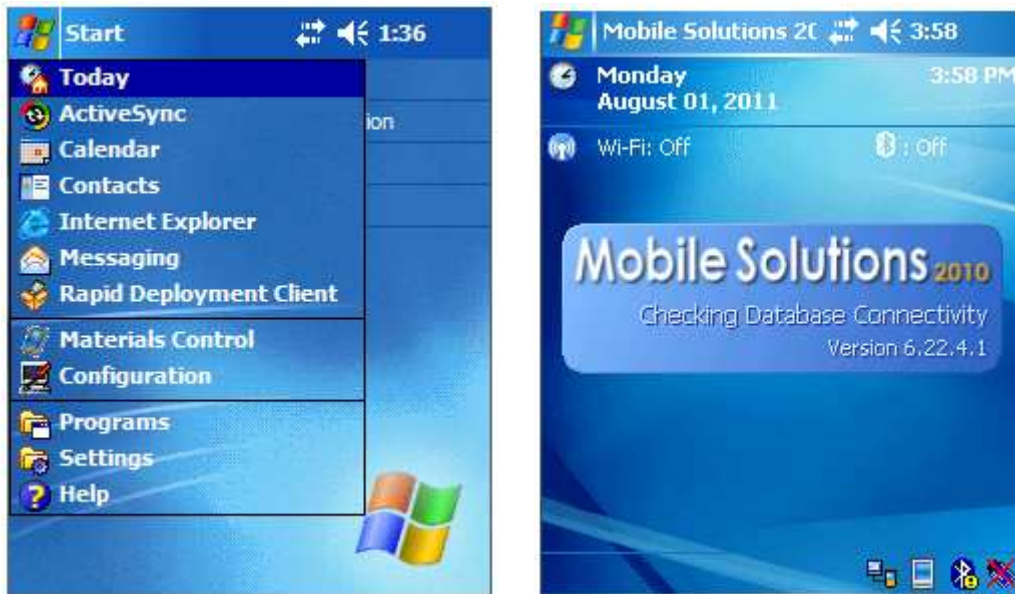 Start 1:36
Today
ActiveSync
ion
Calendar
Contacts
Internet Explorer
Messaging
Rapid Deployment Client
Materials Control
Configuration
Programs
Settings
Help
Mobile Solutions 20 3:58
Monday 3:58 PM
August 01, 2011
Wi-Fi: Off : Off
Mobile Solutions 2010
Checking Database Connectivity
Version 6.22.4.1